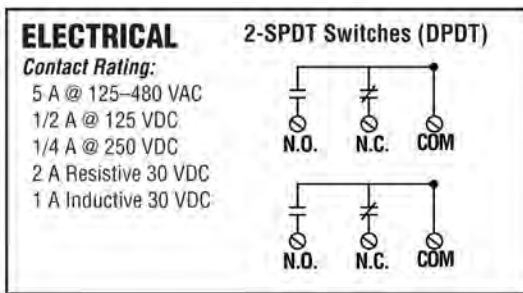 ELECTRICAL
Contact Rating:
5 A @ 125–480 VAC
1/2 A @ 125 VDC
1/4 A @ 250 VDC
2 A Resistive 30 VDC
1 A Inductive 30 VDC
2-SPDT Switches (DPDT)
N.O. N.C. COM
N.O. N.C. COM